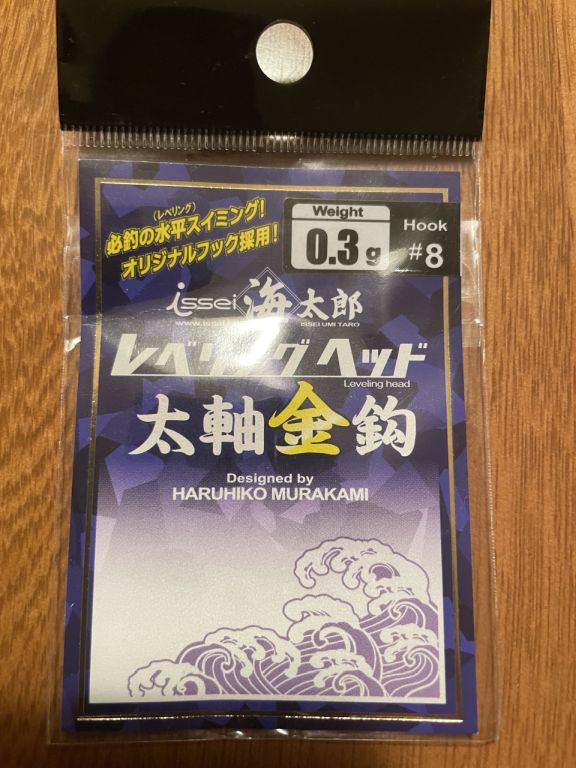 (レベリング)
必釣の水平スイミング!
オリジナルフック採用!
Weight
0.3g
Hook
#8
issei 海太郎
www.issei
ISSEI UMI TARO
レベリングヘッド
Leveling head
太軸金鈎
Designed by
HARUHIKO MURAKAMI